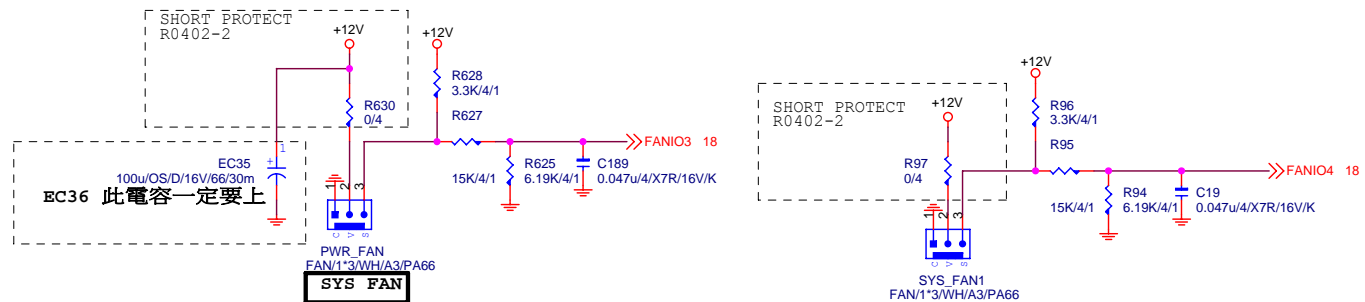 SHORT PROTECT
R0402-2
+12V
R630
0/4
+12V
R628
3.3K/4/1
R627
15K/4/1
R625
6.19K/4/1
C189
0.047u/4/X7R/16V/K
FANIO3 18
+ 1
EC35
100u/OS/D/16V/66/30m
EC36 此電容一定要上
1 2 3
C V S
PWR_FAN
FAN/1*3/WH/A3/PA66
SYS FAN
SHORT PROTECT
R0402-2
+12V
R97
0/4
+12V
R96
3.3K/4/1
R95
15K/4/1
R94
6.19K/4/1
C19
0.047u/4/X7R/16V/K
FANIO4 18
1 2 3
C V S
SYS_FAN1
FAN/1*3/WH/A3/PA66